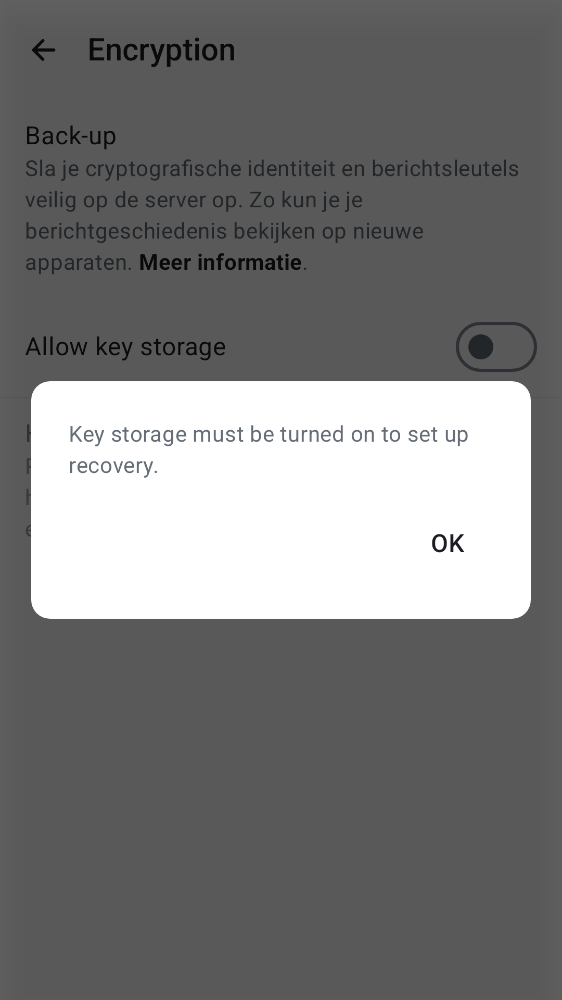 Encryption
Back-up
Sla je cryptografische identiteit en berichtsleutels
veilig op de server op. Zo kun je je
berichtgeschiedenis bekijken op nieuwe
apparaten. Meer informatie.
Allow key storage
Key storage must be turned on to set up
recovery.
OK